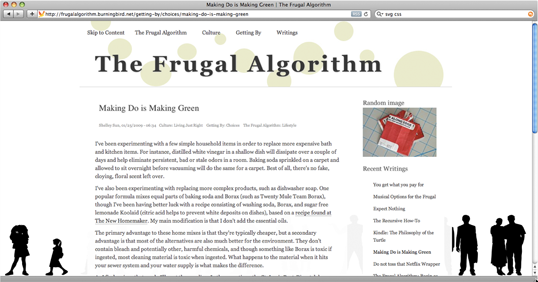 Making Do is Making Green | The Frugal Algorithm
http://frugalalgorithm.burningbird.net/getting-by/choices/making-do-is-making-green
svg css
Skip to Content The Frugal Algorithm Culture Getting By Writings
The Frugal Algorithm
Making Do is Making Green
Culture: Living Just Right Getting By: Choices The Frugal Algorithm: Lifestyle
I've been experimenting with a few simple household items in order to replace more expensive bath
and kitchen items. For instance, distilled white vinegar in a shallow dish will dissipate over a couple of
days and help eliminate persistent, bad or stale odors in a room. Baking soda sprinkled on a carpet and
allowed to sit overnight before vacuuming will do the same for a carpet. Best of all, there's no fake,
cloying, floral scent left over.
I've also been experimenting with replacing more complex products, such as dishwasher soap. One
popular formula mixes equal parts of baking soda and Borax (such as Twenty Mule Team Borax),
though I've been having better luck with a recipe consisting of washing soda, Borax, and sugar-free
lemonade Koolaid (citric acid helps to prevent white deposits on dishes), based on a recipe found at
The New Homemaker. My main modification is that I don't add the essential oils.
The primary advantage to these home mixes is that they're typically cheaper, but a secondary
advantage is that most of the alternatives are also much better for the environment. They don't
contain bleach and potentially other, harmful chemicals, and though something like Borax is toxic if
ingested, most cleaning material is toxic when ingested. What happens to the material when it hits
your sewer system and your water supply is what makes the difference.
Random image
Recent Writings
You get what you pay for
Musical Options for the Frugal
Expect Nothing
The Recursive How-To
Kindle: The Philosophy of the
Turtle
Making Do is Making Green
Do not toss that Netflix Wrapper